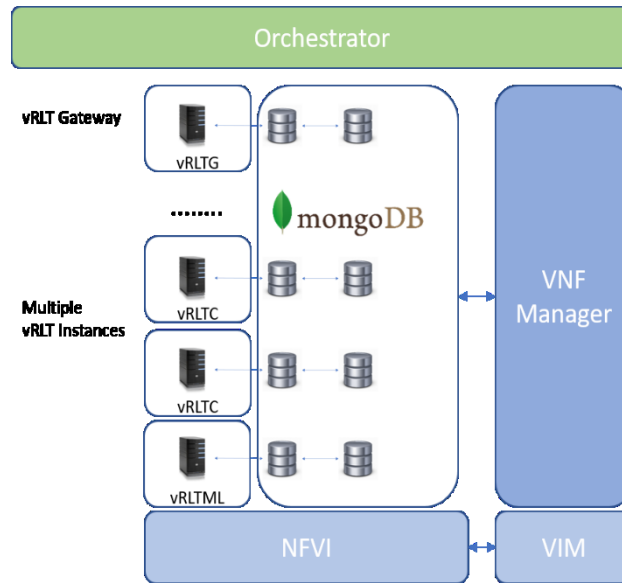 Orchestrator
vRLT Gateway
vRLTG
........
mongoDB
vRLTC
Multiple
vRLT Instances
vRLTC
vRLTML
VNF
Manager
NFVI
VIM